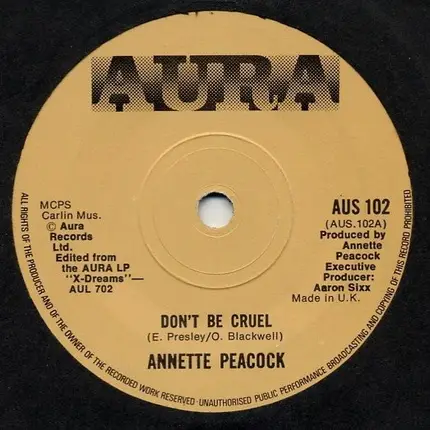 AURA
MCPS
Carlin Mus.
© Aura
Records
Ltd.
Edited from
the AURA LP
"X-Dreams"—
AUL 702
AUS 102
(AUS.102A)
Produced by
Annette
Peacock
Executive
Producer:
Aaron Sixx
Made in U.K.
DON'T BE CRUEL
(E. Presley/O. Blackwell)
ANNETTE PEACOCK
ALL RIGHTS OF THE PRODUCER AND OF THE OWNER OF THE RECORDED WORK RESERVED · UNAUTHORISED PUBLIC PERFORMANCE BROADCASTING AND COPYING OF THIS RECORD PROHIBITED